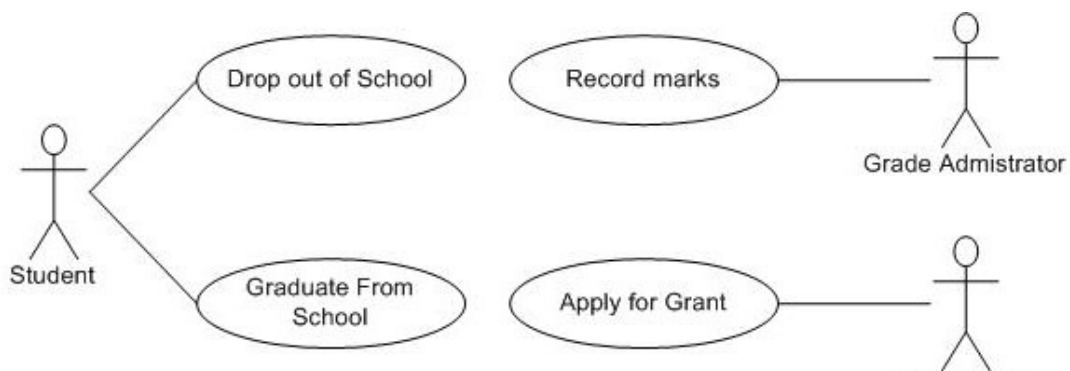 Drop out of School
Record marks
Grade Admistrator
Student
Graduate From
School
Apply for Grant